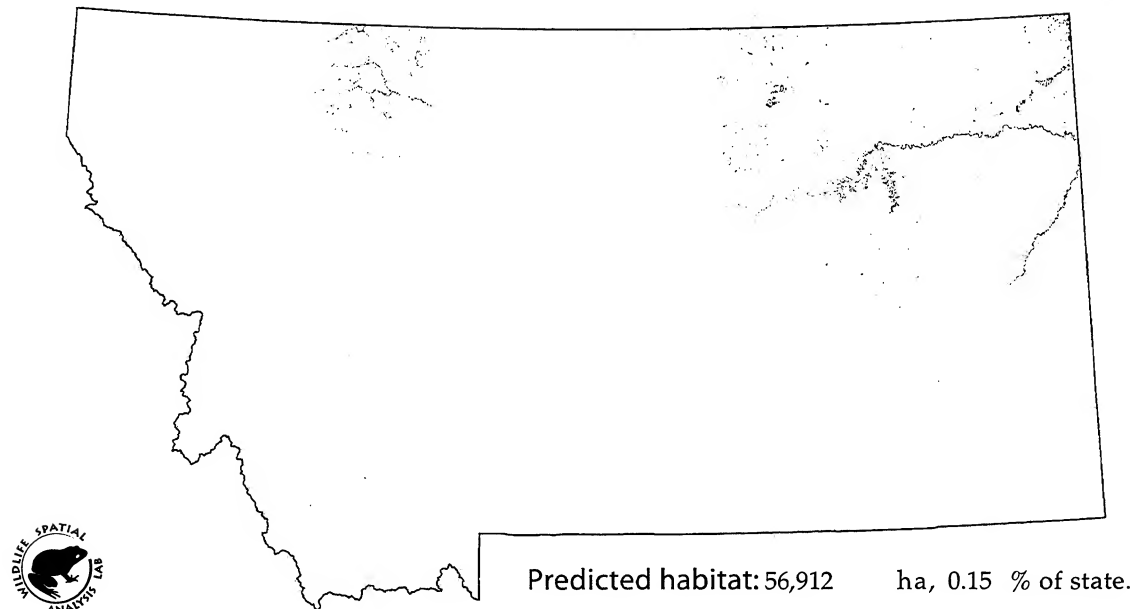 WILDLIFE SPATIAL ANALYSIS LAB
Predicted habitat: 56,912 ha, 0.15 % of state.